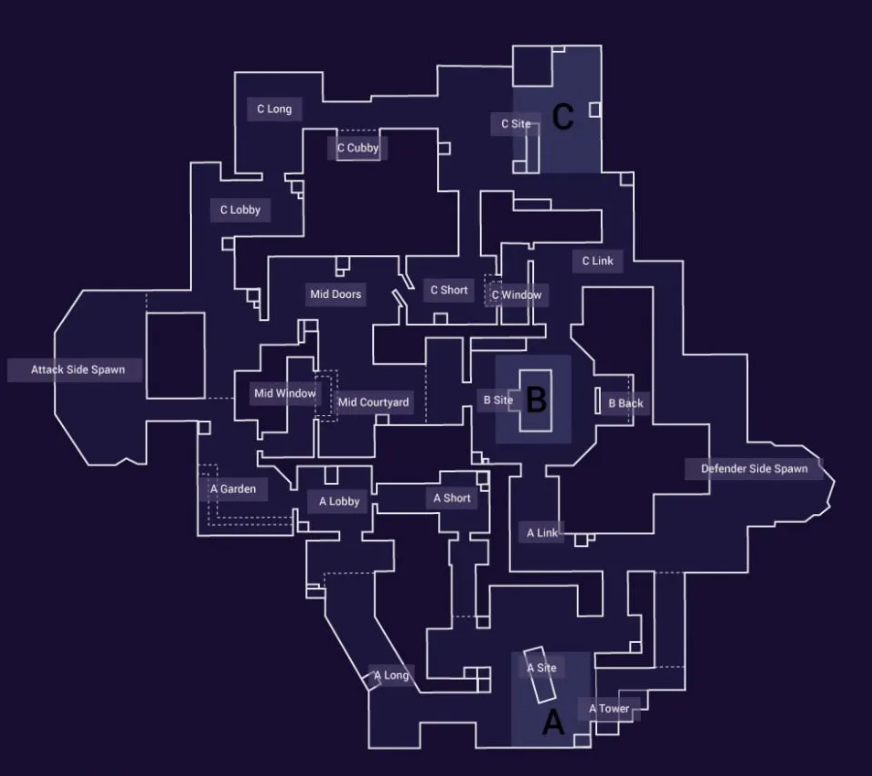 C Long
C Site
C
C Cubby
C Lobby
C Link
Mid Doors
C Short
C Window
Attack Side Spawn
Mid Window
Mid Courtyard
B Site
B
B Back
Defender Side Spawn
A Garden
A Lobby
A Short
A Link
A Long
A Site
A
A Tower